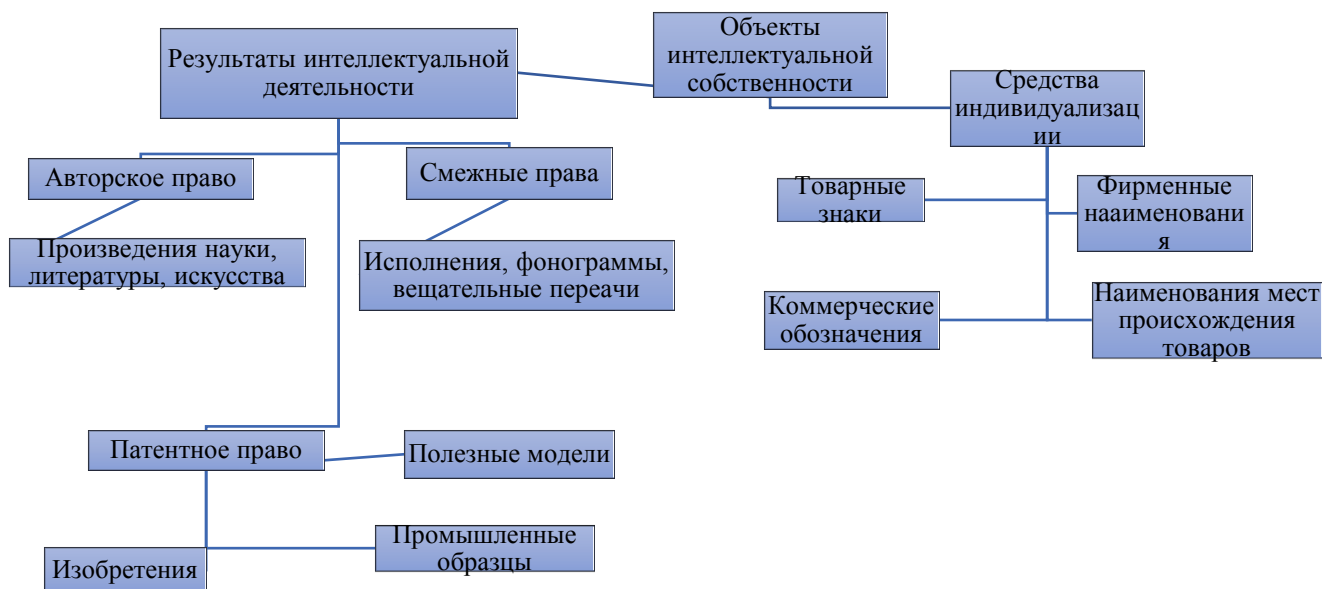 Объекты
интеллектуальной
собственности
Результаты интеллектуальной
деятельности
Средства
индивидуализац
ии
Авторское право
Смежные права
Товарные
знаки
Фирменные
нааименовани
я
Произведения науки,
литературы, искусства
Исполнения, фонограммы,
вещательные переачи
Коммерческие
обозначения
Наименования мест
происхождения
товаров
Патентное право
Полезные модели
Промышленные
образцы
Изобретения